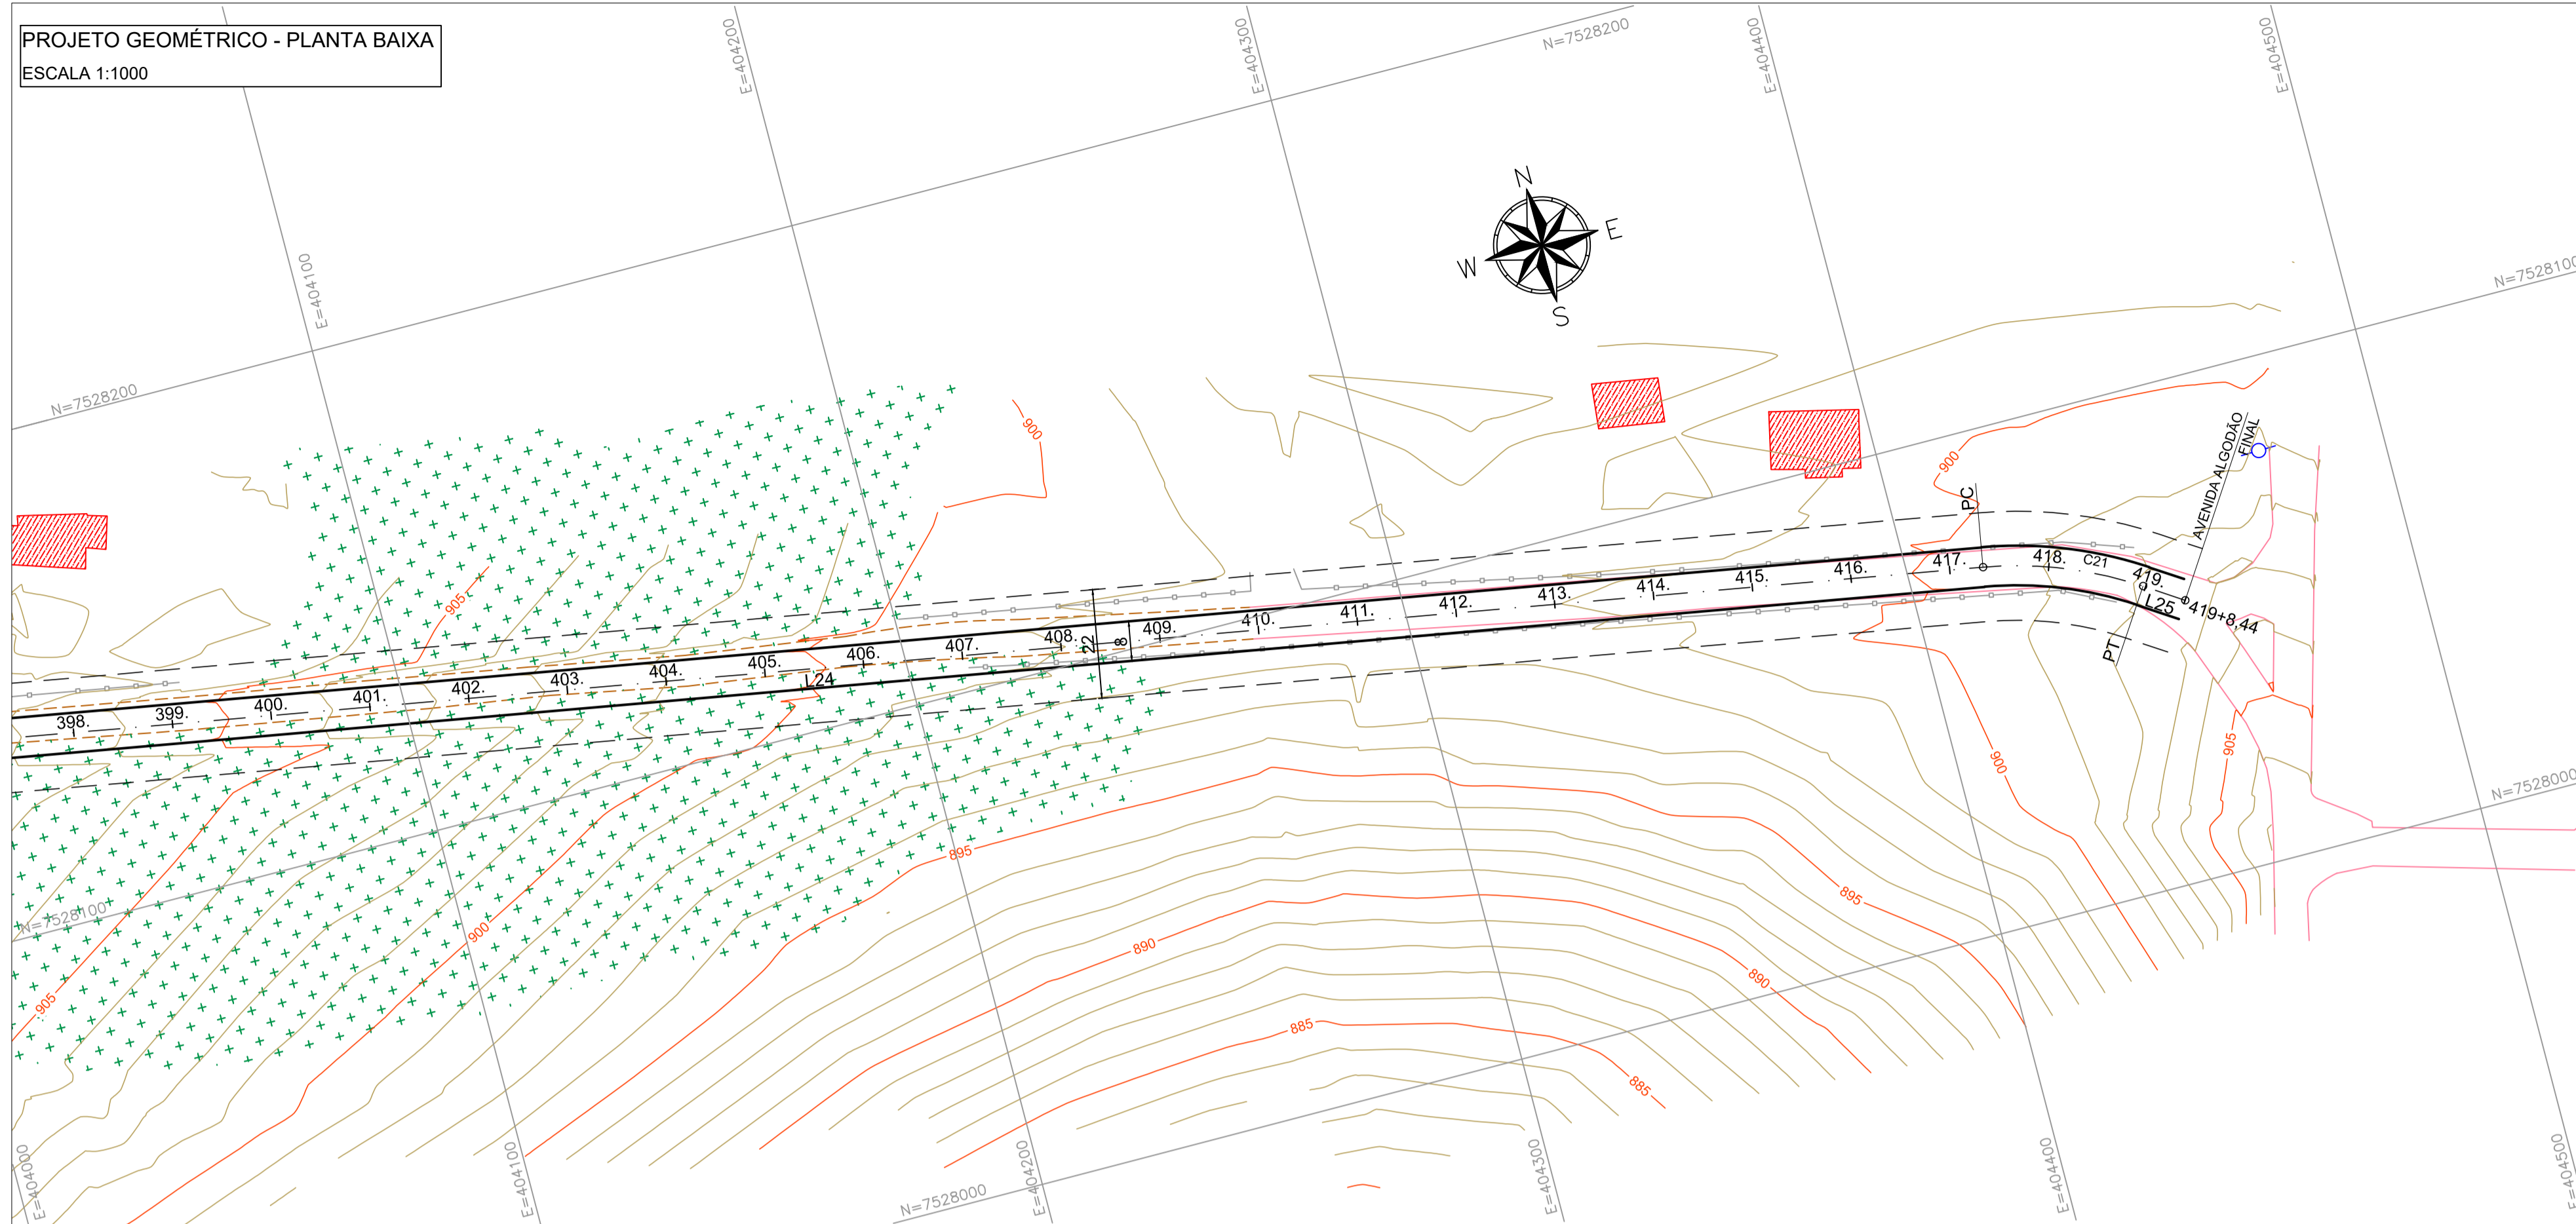 PROJETO GEOMÉTRICO - PLANTA BAIXA
ESCALA 1:1000
E=404200
E=404300
N=7528200
E=404400
E=404500
N
E
W
S
E=404100
N=7528200
N=7528100
900
900
905
AVENIDA ALGODÃO
FINAL
PC
398.
399.
400.
401.
402.
403.
404.
405.
406.
407.
408.
409.
410.
411.
412.
413.
414.
415.
416.
417.
418.
C21
419.
L24
22
8
L25
419+8,44
PT
905
900
N=7528000
895
895
N=7528100
900
890
890
905
885
885
E=404000
E=404100
N=7528000
E=404200
E=404300
E=404400
E=404500